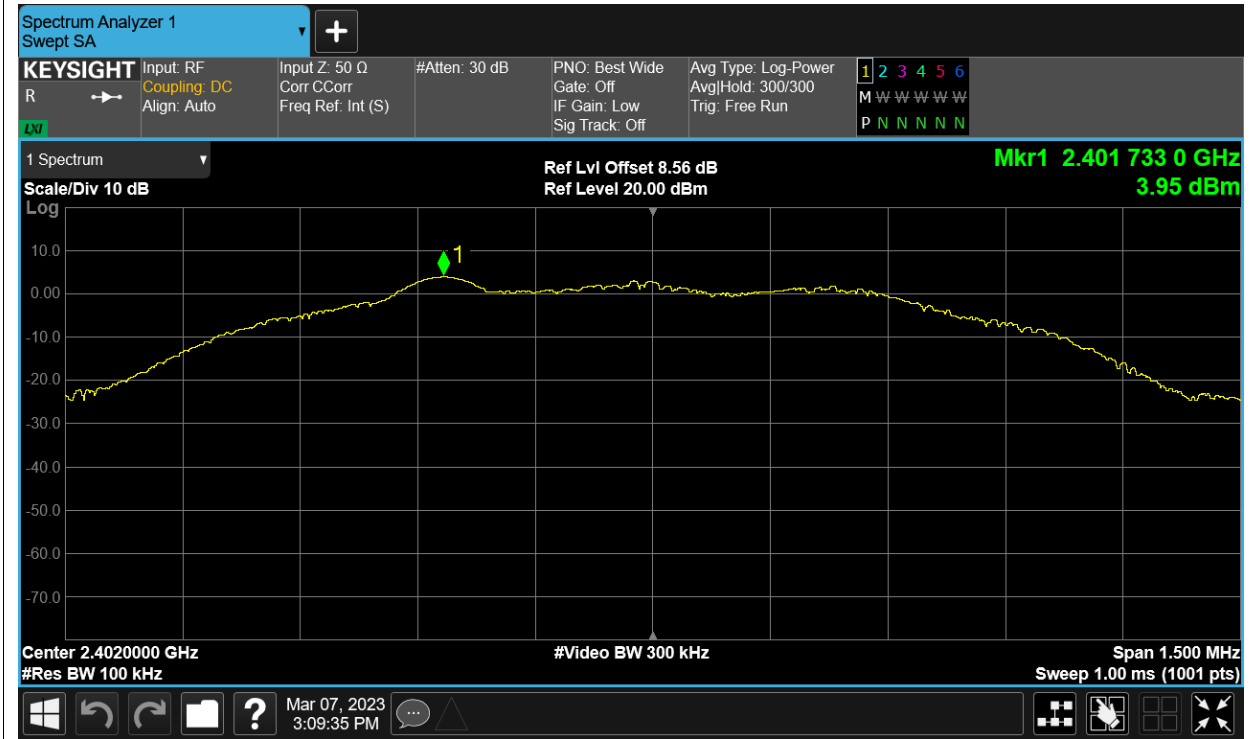 Spectrum Analyzer 1
Swept SA
+
KEYSIGHT
R
LXI
Input: RF
Coupling: DC
Align: Auto
Input Z: 50 Ω
Corr CCorr
Freq Ref: Int (S)
#Atten: 30 dB
PNO: Best Wide
Gate: Off
IF Gain: Low
Sig Track: Off
Avg Type: Log-Power
Avg|Hold: 300/300
Trig: Free Run
1 2 3 4 5 6
M W W W W W
P N N N N N
1 Spectrum
Scale/Div 10 dB
Log
Ref Lvl Offset 8.56 dB
Ref Level 20.00 dBm
Mkr1 2.401 733 0 GHz
3.95 dBm
1
10.0
0.00
-10.0
-20.0
-30.0
-40.0
-50.0
-60.0
-70.0
Center 2.4020000 GHz
#Video BW 300 kHz
Span 1.500 MHz
#Res BW 100 kHz
Sweep 1.00 ms (1001 pts)
?
Mar 07, 2023
3:09:35 PM